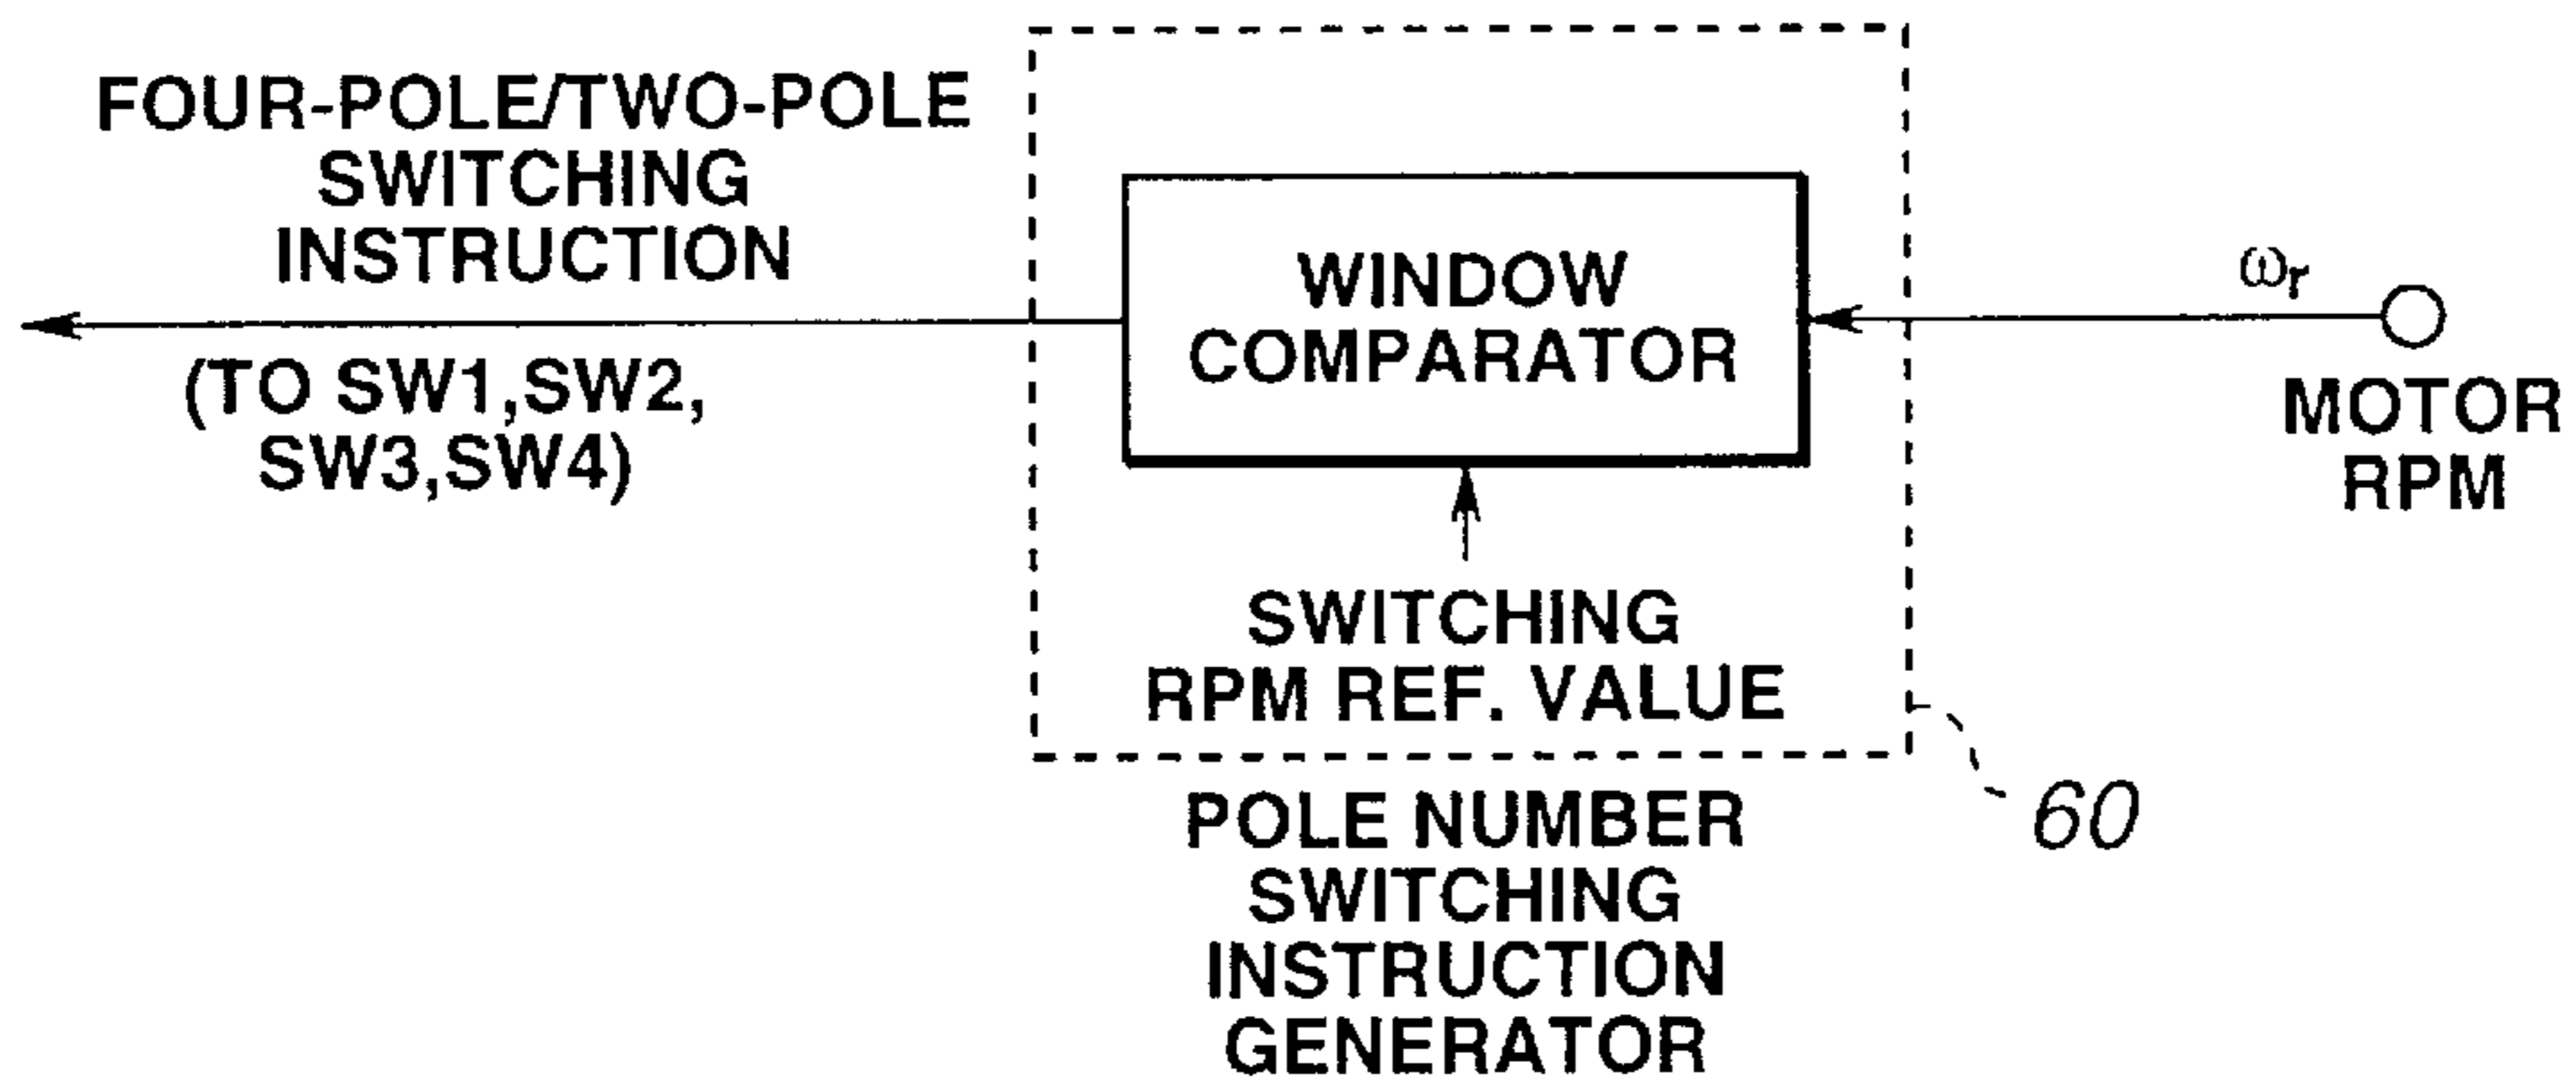 FOUR-POLE/TWO-POLE
SWITCHING
INSTRUCTION
(TO SW1,SW2,
SW3,SW4)
WINDOW
COMPARATOR
SWITCHING
RPM REF. VALUE
ωr
MOTOR
RPM
60
POLE NUMBER
SWITCHING
INSTRUCTION
GENERATOR